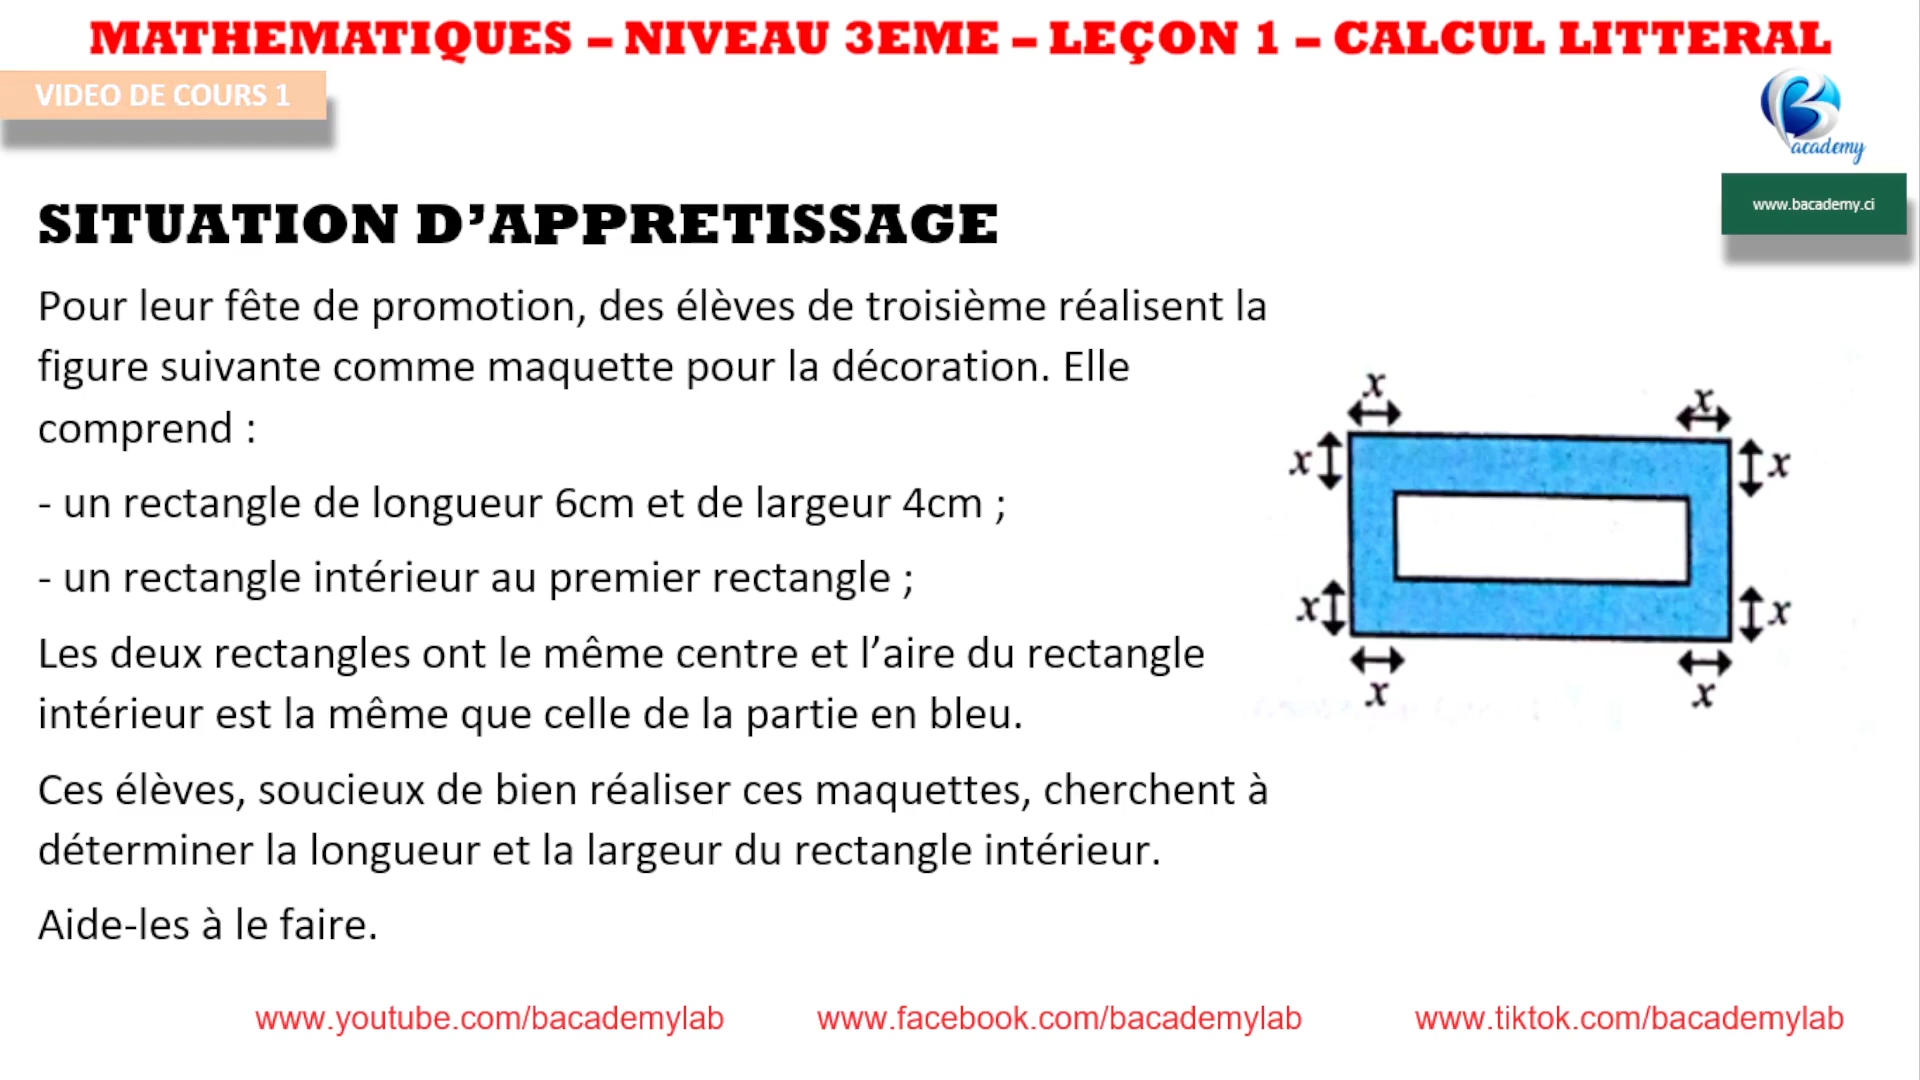 MATHEMATIQUES – NIVEAU 3EME – LEÇON 1 – CALCUL LITTERAL
VIDEO DE COURS 1
academy
www.bacademy.ci
SITUATION D’APPRETISSAGE
Pour leur fête de promotion, des élèves de troisième réalisent la
figure suivante comme maquette pour la décoration. Elle
comprend :
- un rectangle de longueur 6cm et de largeur 4cm ;
- un rectangle intérieur au premier rectangle ;
Les deux rectangles ont le même centre et l’aire du rectangle
intérieur est la même que celle de la partie en bleu.
Ces élèves, soucieux de bien réaliser ces maquettes, cherchent à
déterminer la longueur et la largeur du rectangle intérieur.
Aide-les à le faire.
x x
x x
x x
x x
www.youtube.com/bacademylab www.facebook.com/bacademylab www.tiktok.com/bacademylab